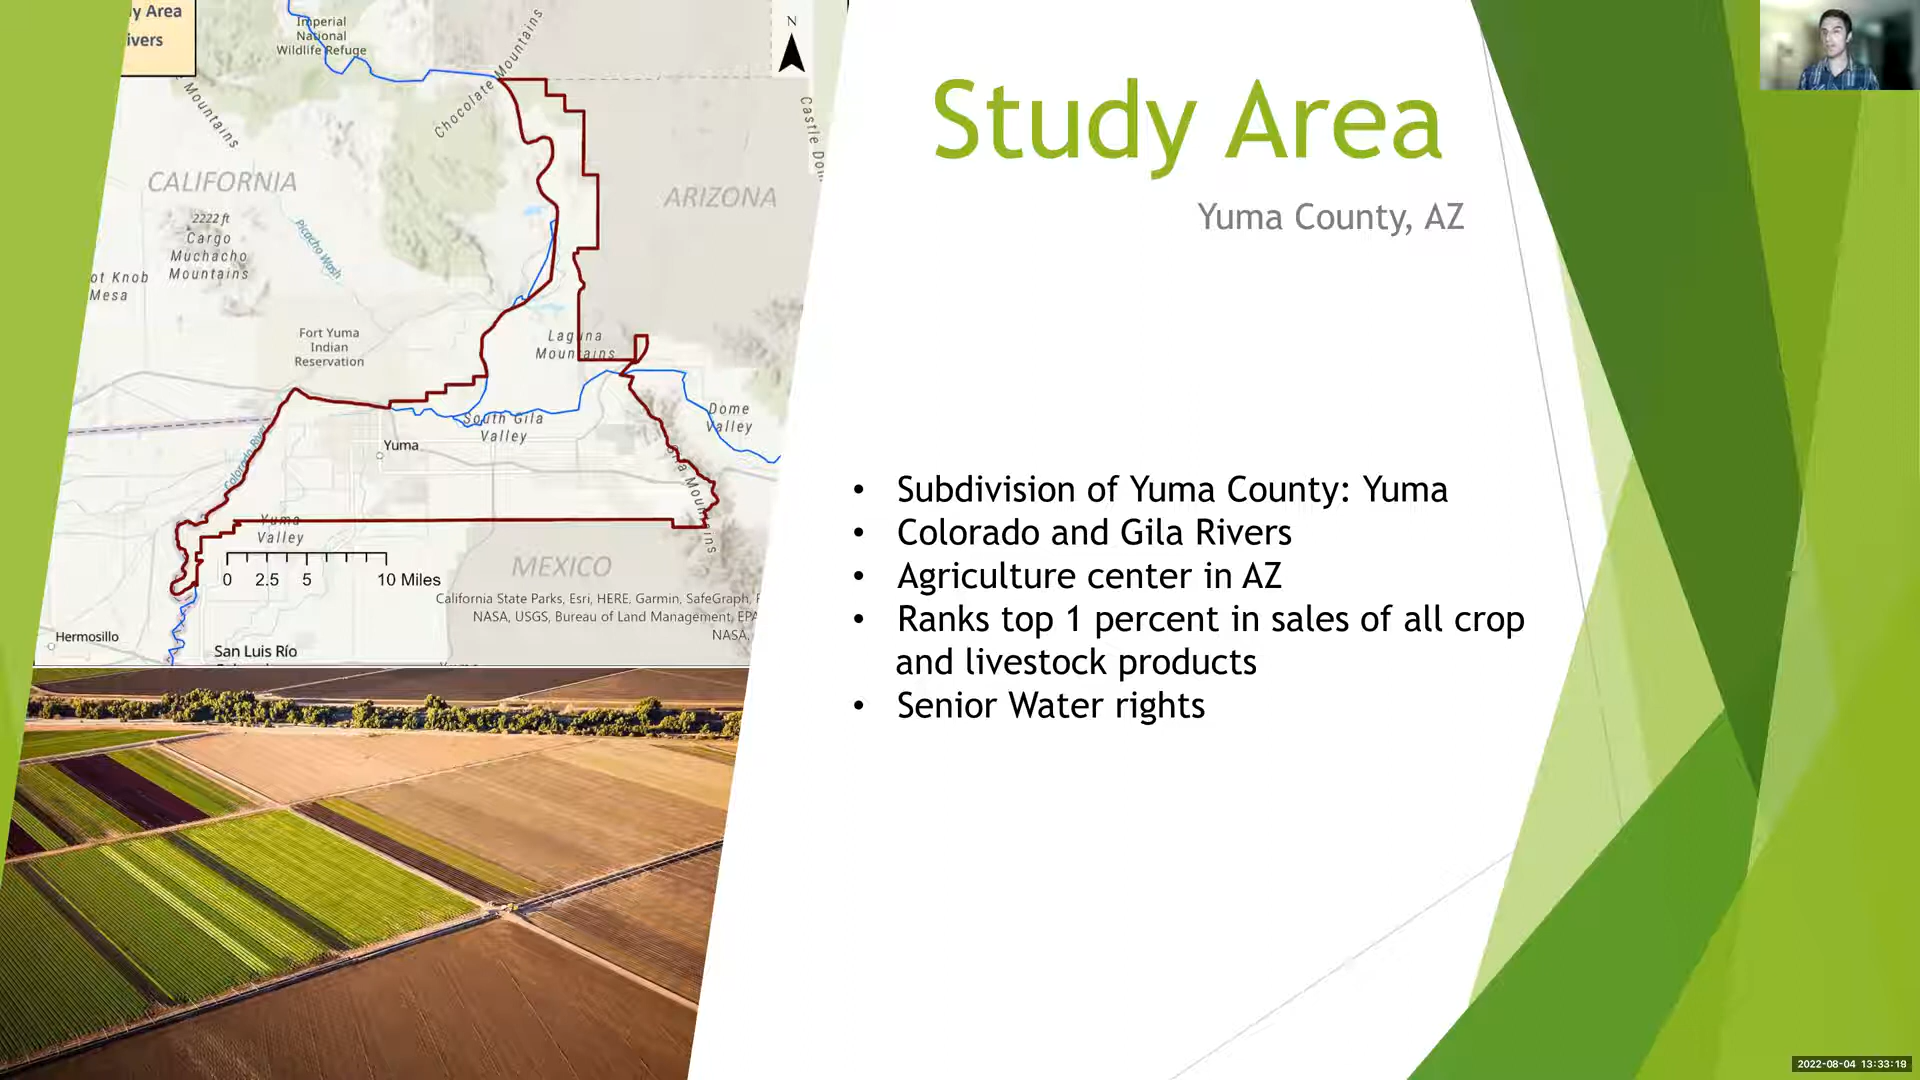 y Area
ivers
Imperial
National
Wildlife Refuge
N
Mountains
Chocolate Mountains
CALIFORNIA
ARIZONA
2222 ft
Cargo
Muchacho
Mountains
Picacho Wash
ot Knob
Mesa
Fort Yuma
Indian
Reservation
Laguna
Mountains
Dome
Valley
South Gila
Valley
Yuma
Colorado River
Yuma
Valley
0 2.5 5 10 Miles
MEXICO
California State Parks, Esri, HERE, Garmin, SafeGraph,
NASA, USGS, Bureau of Land Management, EPA
NASA,
Hermosillo
San Luis Río
Study Area
Yuma County, AZ
• Subdivision of Yuma County: Yuma
• Colorado and Gila Rivers
• Agriculture center in AZ
• Ranks top 1 percent in sales of all crop
and livestock products
• Senior Water rights
2022-08-04 13:33:19